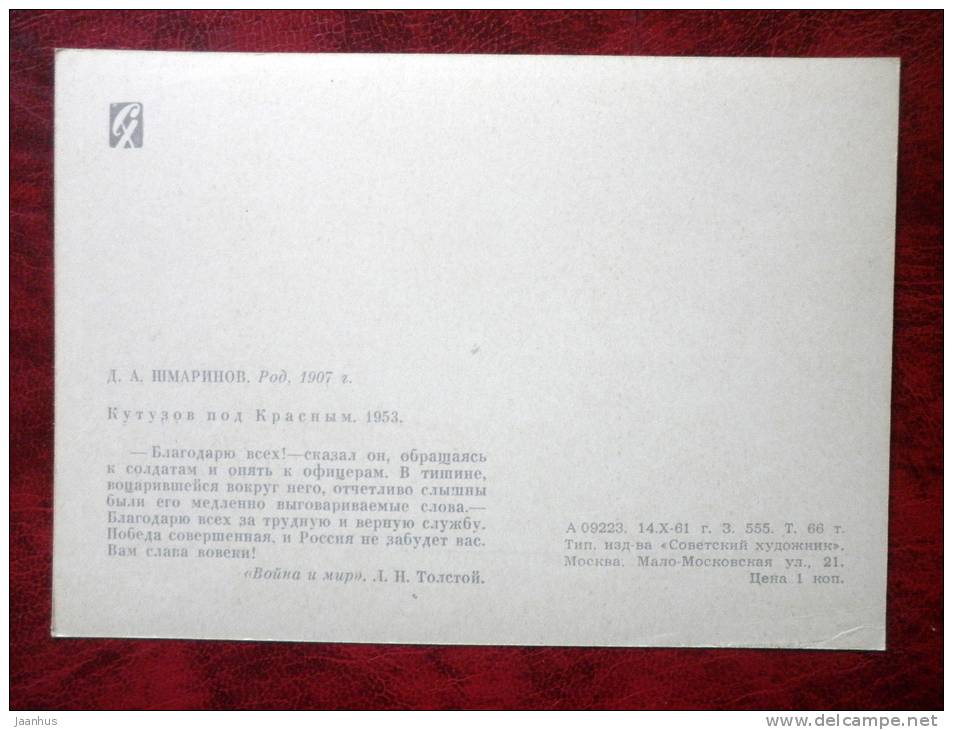 СХ
Д. А. ШМАРИНОВ. Род. 1907 г.
Кутузов под Красным. 1953.
— Благодарю всех!—сказал он, обращаясь
к солдатам и опять к офицерам. В тишине,
воцарившейся вокруг него, отчетливо слышны
были его медленно выговариваемые слова.—
Благодарю всех за трудную и верную службу.
Победа совершенная, и Россия не забудет вас.
Вам слава вовеки!
«Война и мир». Л. Н. Толстой.
А 09223. 14.X-61 г. З. 555. Т. 66 т.
Тип. изд-ва «Советский художник».
Москва. Мало-Московская ул., 21.
Цена 1 коп.
jaanhus
www.delcampe.net